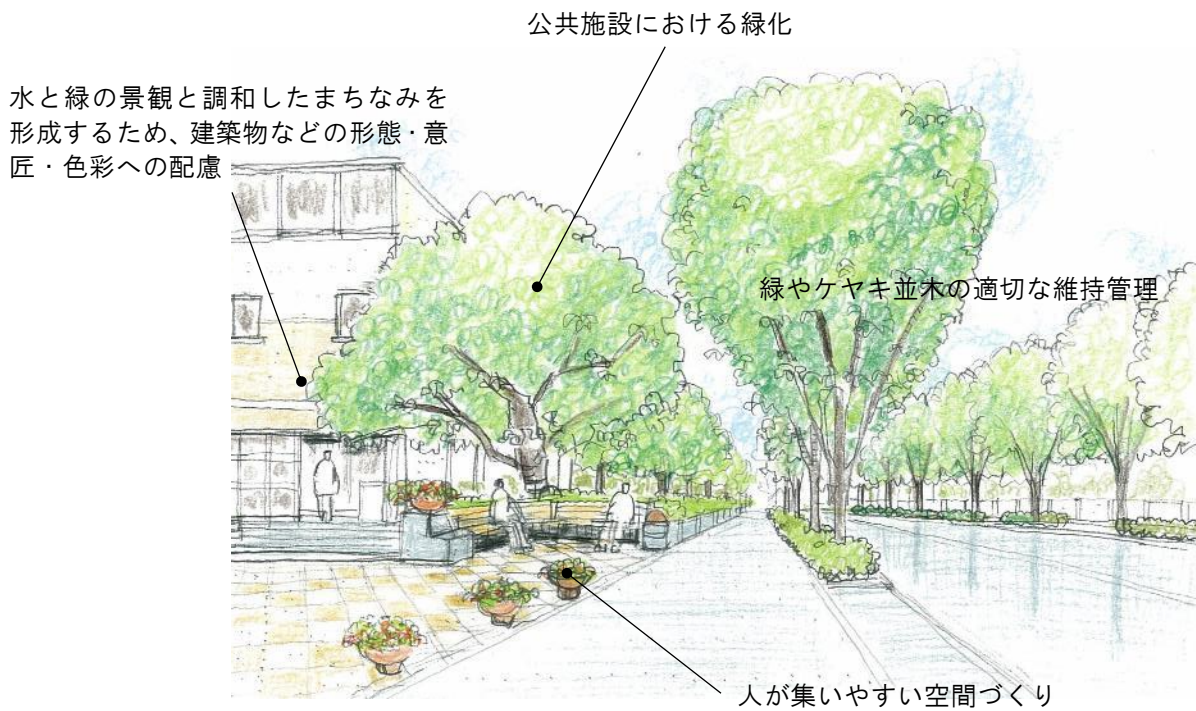 公共施設における緑化
水と緑の景観と調和したまちなみを
形成するため、建築物などの形態・意
匠・色彩への配慮
緑やケヤキ並木の適切な維持管理
人が集いやすい空間づくり